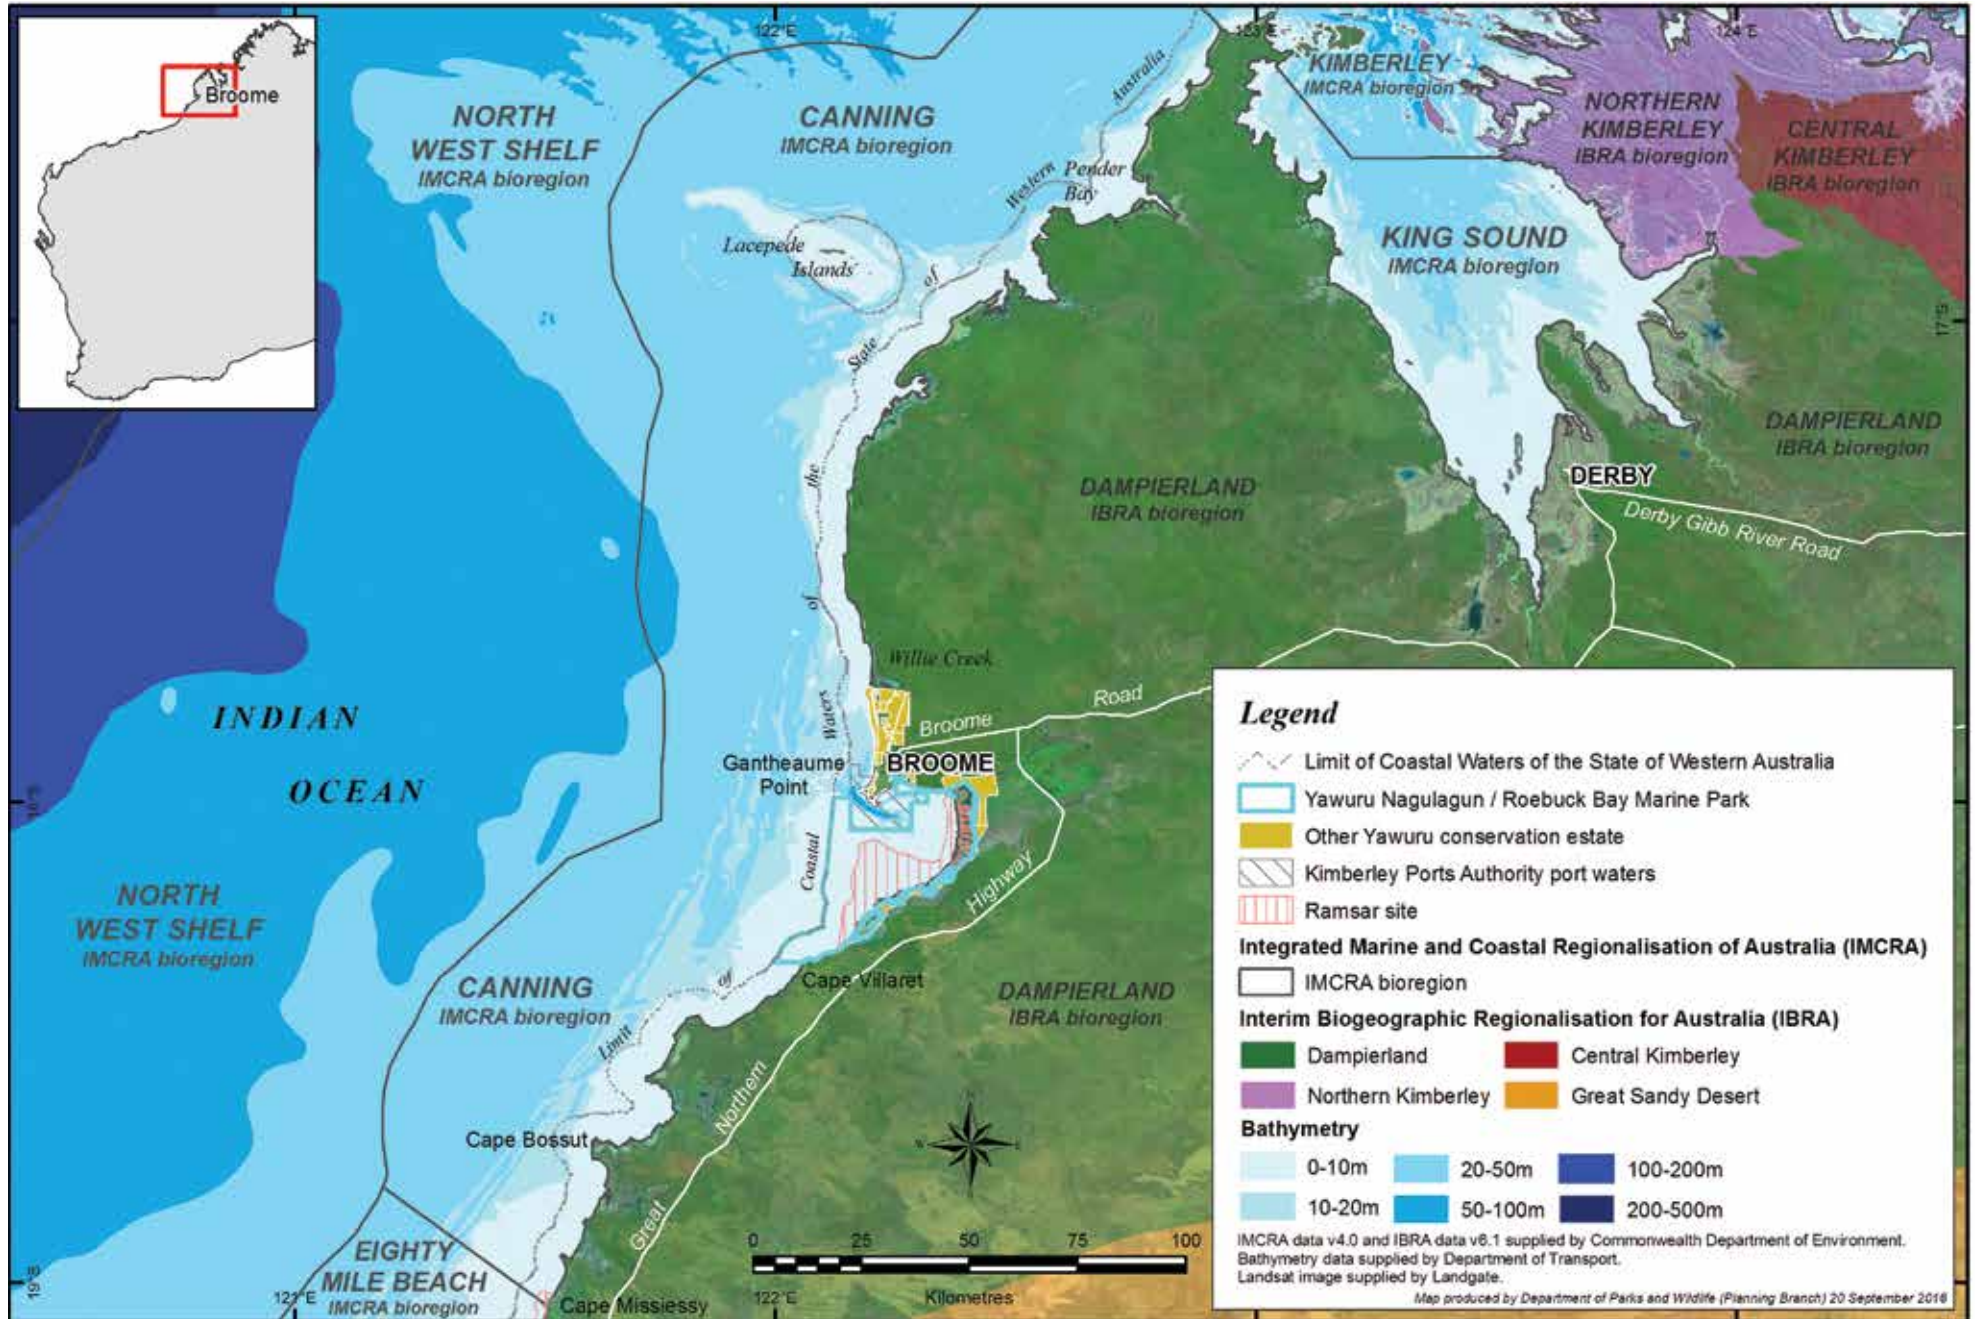 Broome
122°E
123°E
124°E
NORTH
WEST SHELF
IMCRA bioregion
CANNING
IMCRA bioregion
Australia
Western
Pender
Bay
KIMBERLEY
IMCRA bioregion
NORTHERN
KIMBERLEY
IBRA bioregion
CENTRAL
KIMBERLEY
IBRA bioregion
Lacepede
Islands
of
State
the
of
Waters
Coastal
of
Limit
KING SOUND
IMCRA bioregion
17°S
DAMPIERLAND
IBRA bioregion
DAMPIERLAND
IBRA bioregion
DERBY
Derby Gibb River Road
Willie Creek
Broome
Road
Gantheaume
Point
BROOME
INDIAN
OCEAN
18°S
NORTH
WEST SHELF
IMCRA bioregion
CANNING
IMCRA bioregion
Cape Villaret
Highway
DAMPIERLAND
IBRA bioregion
Northern
Great
Cape Bossut
EIGHTY
MILE BEACH
IMCRA bioregion
Cape Missiessy
19°S
121°E
122°E
0 25 50 75 100
Kilometres
N
W
E
S
Legend
Limit of Coastal Waters of the State of Western Australia
Yawuru Nagulagun / Roebuck Bay Marine Park
Other Yawuru conservation estate
Kimberley Ports Authority port waters
Ramsar site
Integrated Marine and Coastal Regionalisation of Australia (IMCRA)
IMCRA bioregion
Interim Biogeographic Regionalisation for Australia (IBRA)
Dampierland Central Kimberley
Northern Kimberley Great Sandy Desert
Bathymetry
0-10m 20-50m 100-200m
10-20m 50-100m 200-500m
IMCRA data v4.0 and IBRA data v6.1 supplied by Commonwealth Department of Environment.
Bathymetry data supplied by Department of Transport.
Landsat image supplied by Landgate.
Map produced by Department of Parks and Wildlife (Planning Branch) 20 September 2016